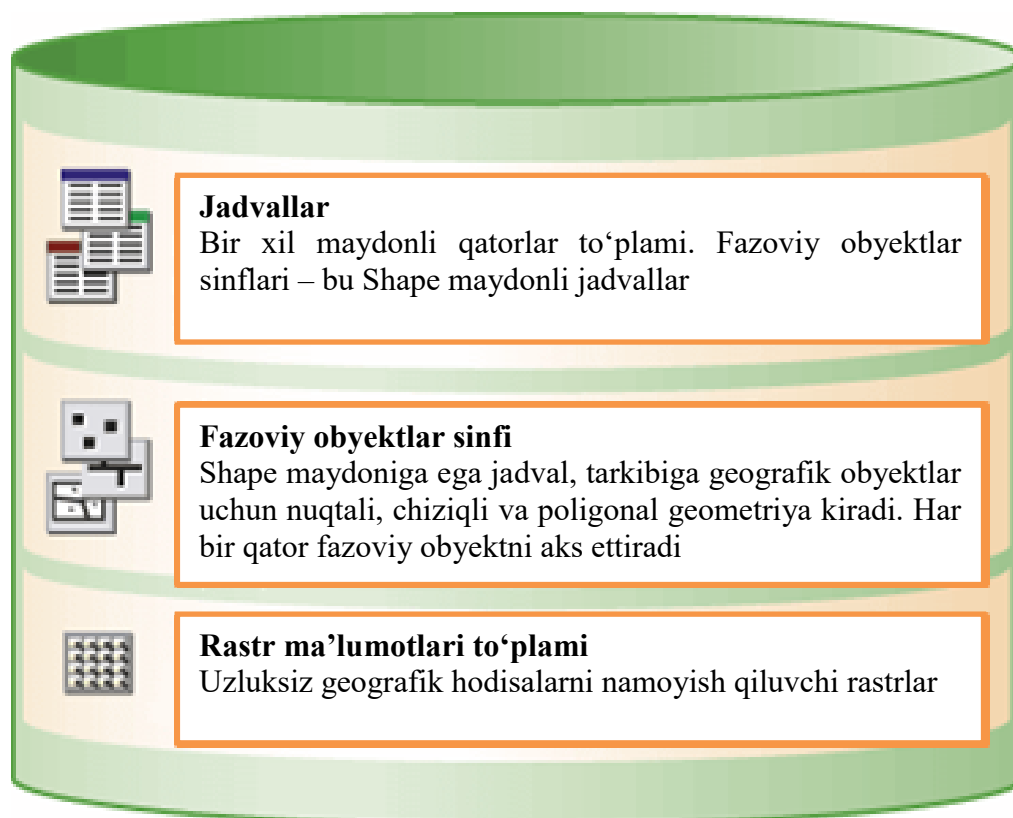 Jadvallar
Bir xil maydonli qatorlar to‘plami. Fazoviy obyektlar
sinflari – bu Shape maydonli jadvallar
Fazoviy obyektlar sinfi
Shape maydoniga ega jadval, tarkibiga geografik obyektlar
uchun nuqtali, chiziqli va poligonal geometriya kiradi. Har
bir qator fazoviy obyektni aks ettiradi
Rastr ma’lumotlari to‘plami
Uzluksiz geografik hodisalarni namoyish qiluvchi rastrlar